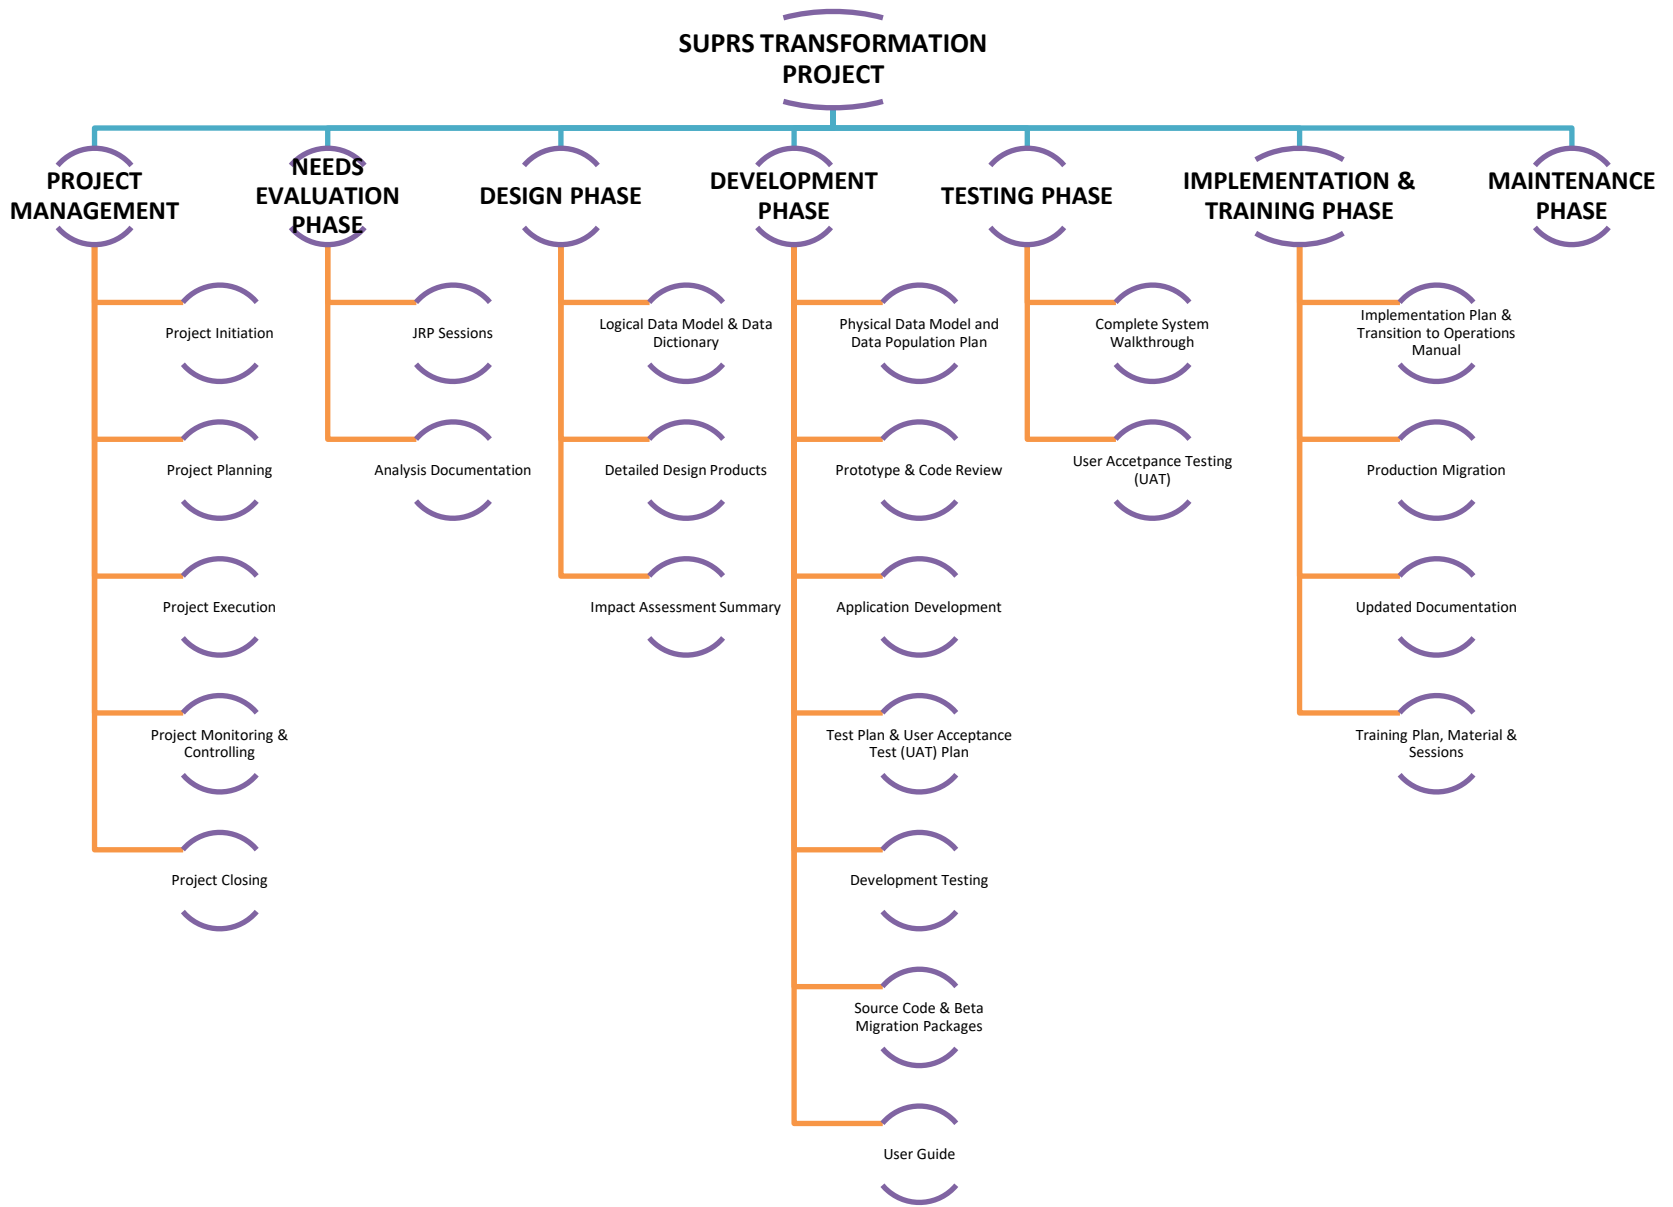 SUPRS TRANSFORMATION
PROJECT
PROJECT
MANAGEMENT
NEEDS
EVALUATION
PHASE
DESIGN PHASE
DEVELOPMENT
PHASE
TESTING PHASE
IMPLEMENTATION &
TRAINING PHASE
MAINTENANCE
PHASE
Project Initiation
Project Planning
Project Execution
Project Monitoring &
Controlling
Project Closing
JRP Sessions
Analysis Documentation
Logical Data Model & Data
Dictionary
Detailed Design Products
Impact Assessment Summary
Physical Data Model and
Data Population Plan
Prototype & Code Review
Application Development
Test Plan & User Acceptance
Test (UAT) Plan
Development Testing
Source Code & Beta
Migration Packages
User Guide
Complete System
Walkthrough
User Accetpance Testing
(UAT)
Implementation Plan &
Transition to Operations
Manual
Production Migration
Updated Documentation
Training Plan, Material &
Sessions